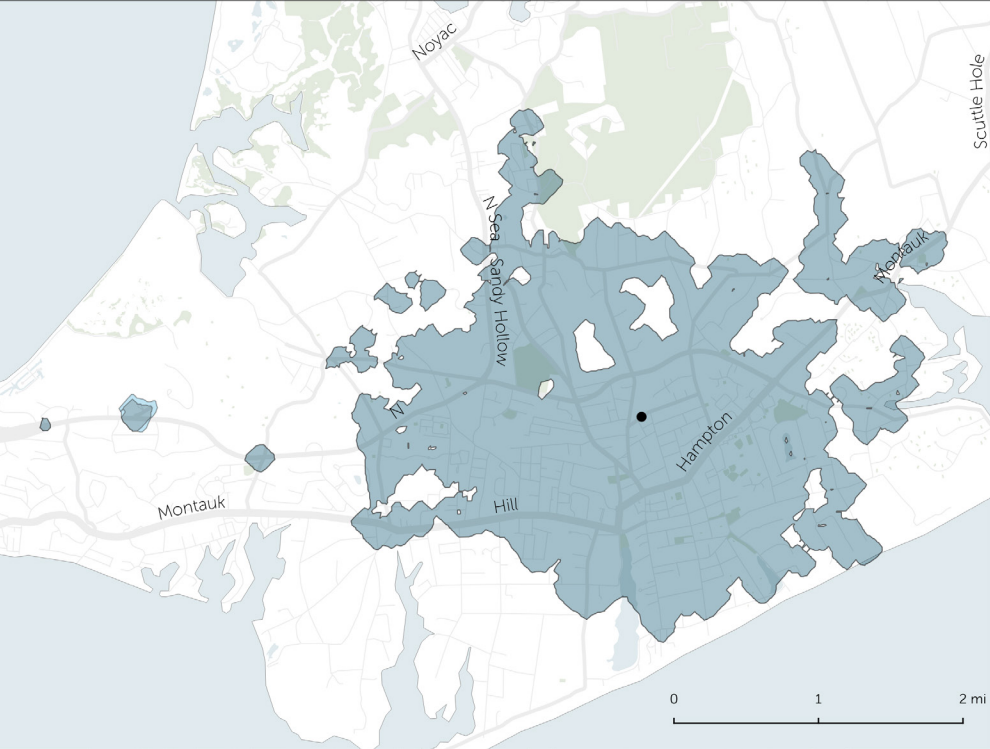 Noyac
Scuttle Hole
N Sea
Sandy Hollow
Montauk
N
Hampton
Montauk
Hill
0 1 2 mi